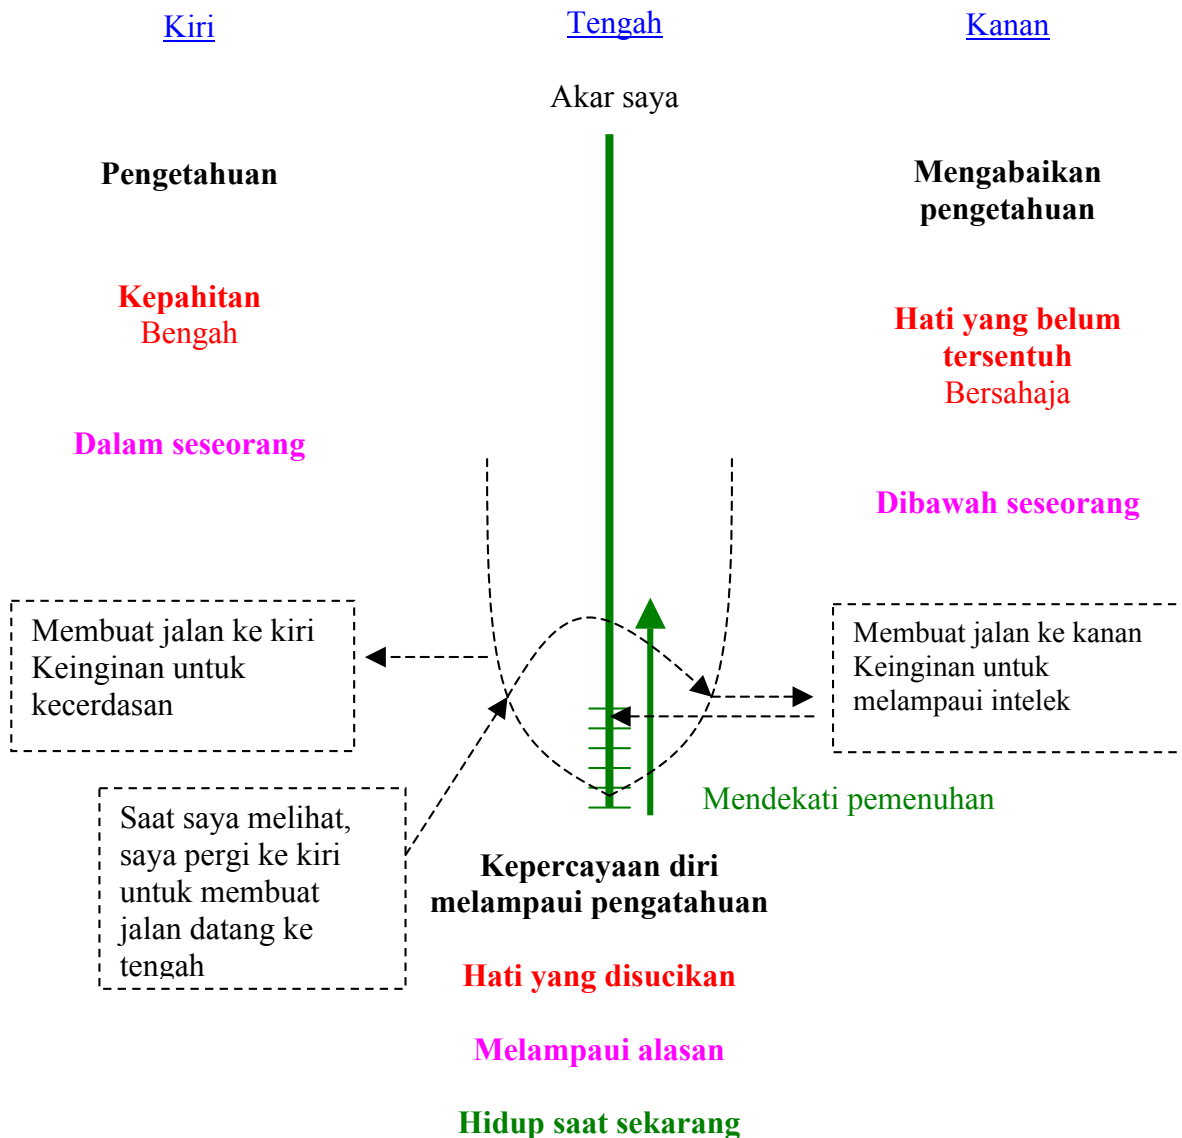 Kiri
Tengah
Kanan
Akar saya
Pengetahuan
Mengabaikan
pengetahuan
Kepahitan
Bengah
Hati yang belum
tersentuh
Bersahaja
Dalam seseorang
Dibawah seseorang
Membuat jalan ke kiri
Keinginan untuk
kecerdasan
Membuat jalan ke kanan
Keinginan untuk
melampaui intelek
Saat saya melihat,
saya pergi ke kiri
untuk membuat
jalan datang ke
tengah
Mendekati pemenuhan
Kepercayaan diri
melampaui pengatahuan
Hati yang disucikan
Melampaui alasan
Hidup saat sekarang